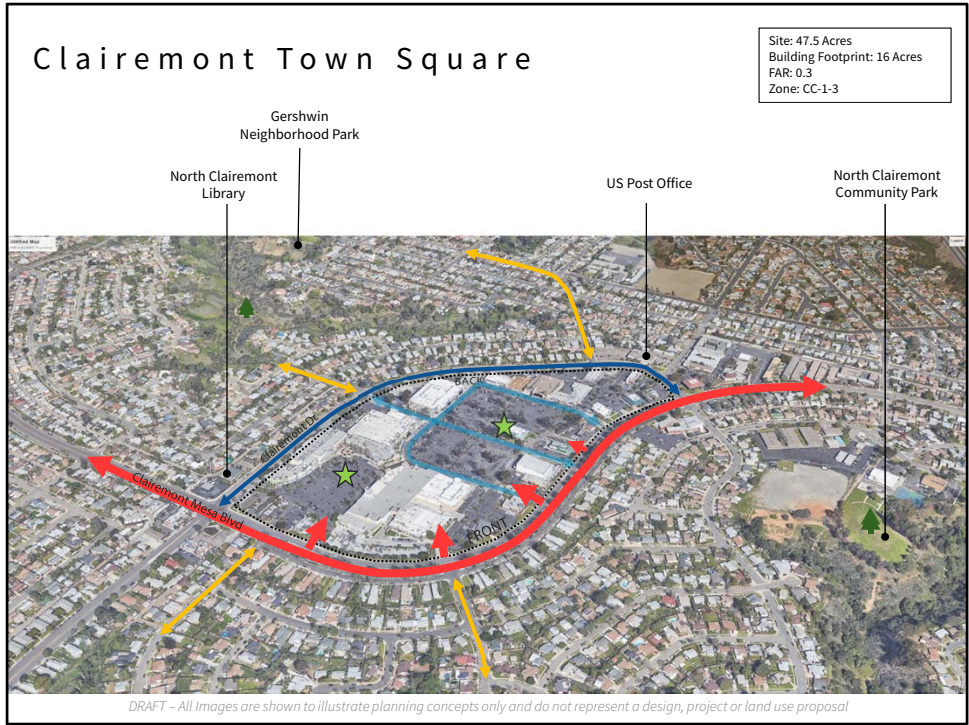 Clairemont Town Square
Site: 47.5 Acres
Building Footprint: 16 Acres
FAR: 0.3
Zone: CC-1-3
Gershwin
Neighborhood Park
North Clairemont
Library
US Post Office
North Clairemont
Community Park
Untitled Map
Legend
BACK
Clairemont Dr
Clairemont Mesa Blvd
FRONT
DRAFT – All Images are shown to illustrate planning concepts only and do not represent a design, project or land use proposal